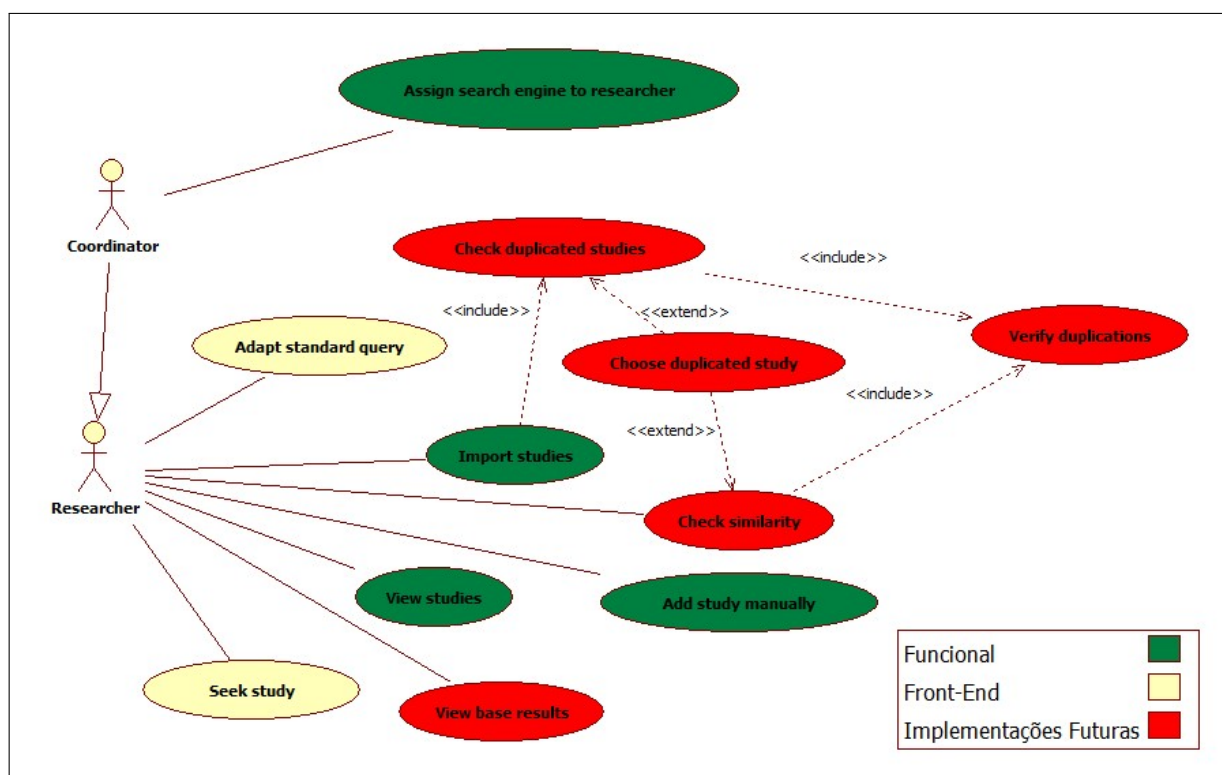 Assign search engine to researcher
Coordinator
Check duplicated studies
<<include>>
<<include>>
<<extend>>
Verify duplications
Adapt standard query
Choose duplicated study
<<include>>
<<extend>>
Import studies
Researcher
Check similarity
View studies
Add study manually
Seek study
View base results
Funcional
Front-End
Implementações Futuras